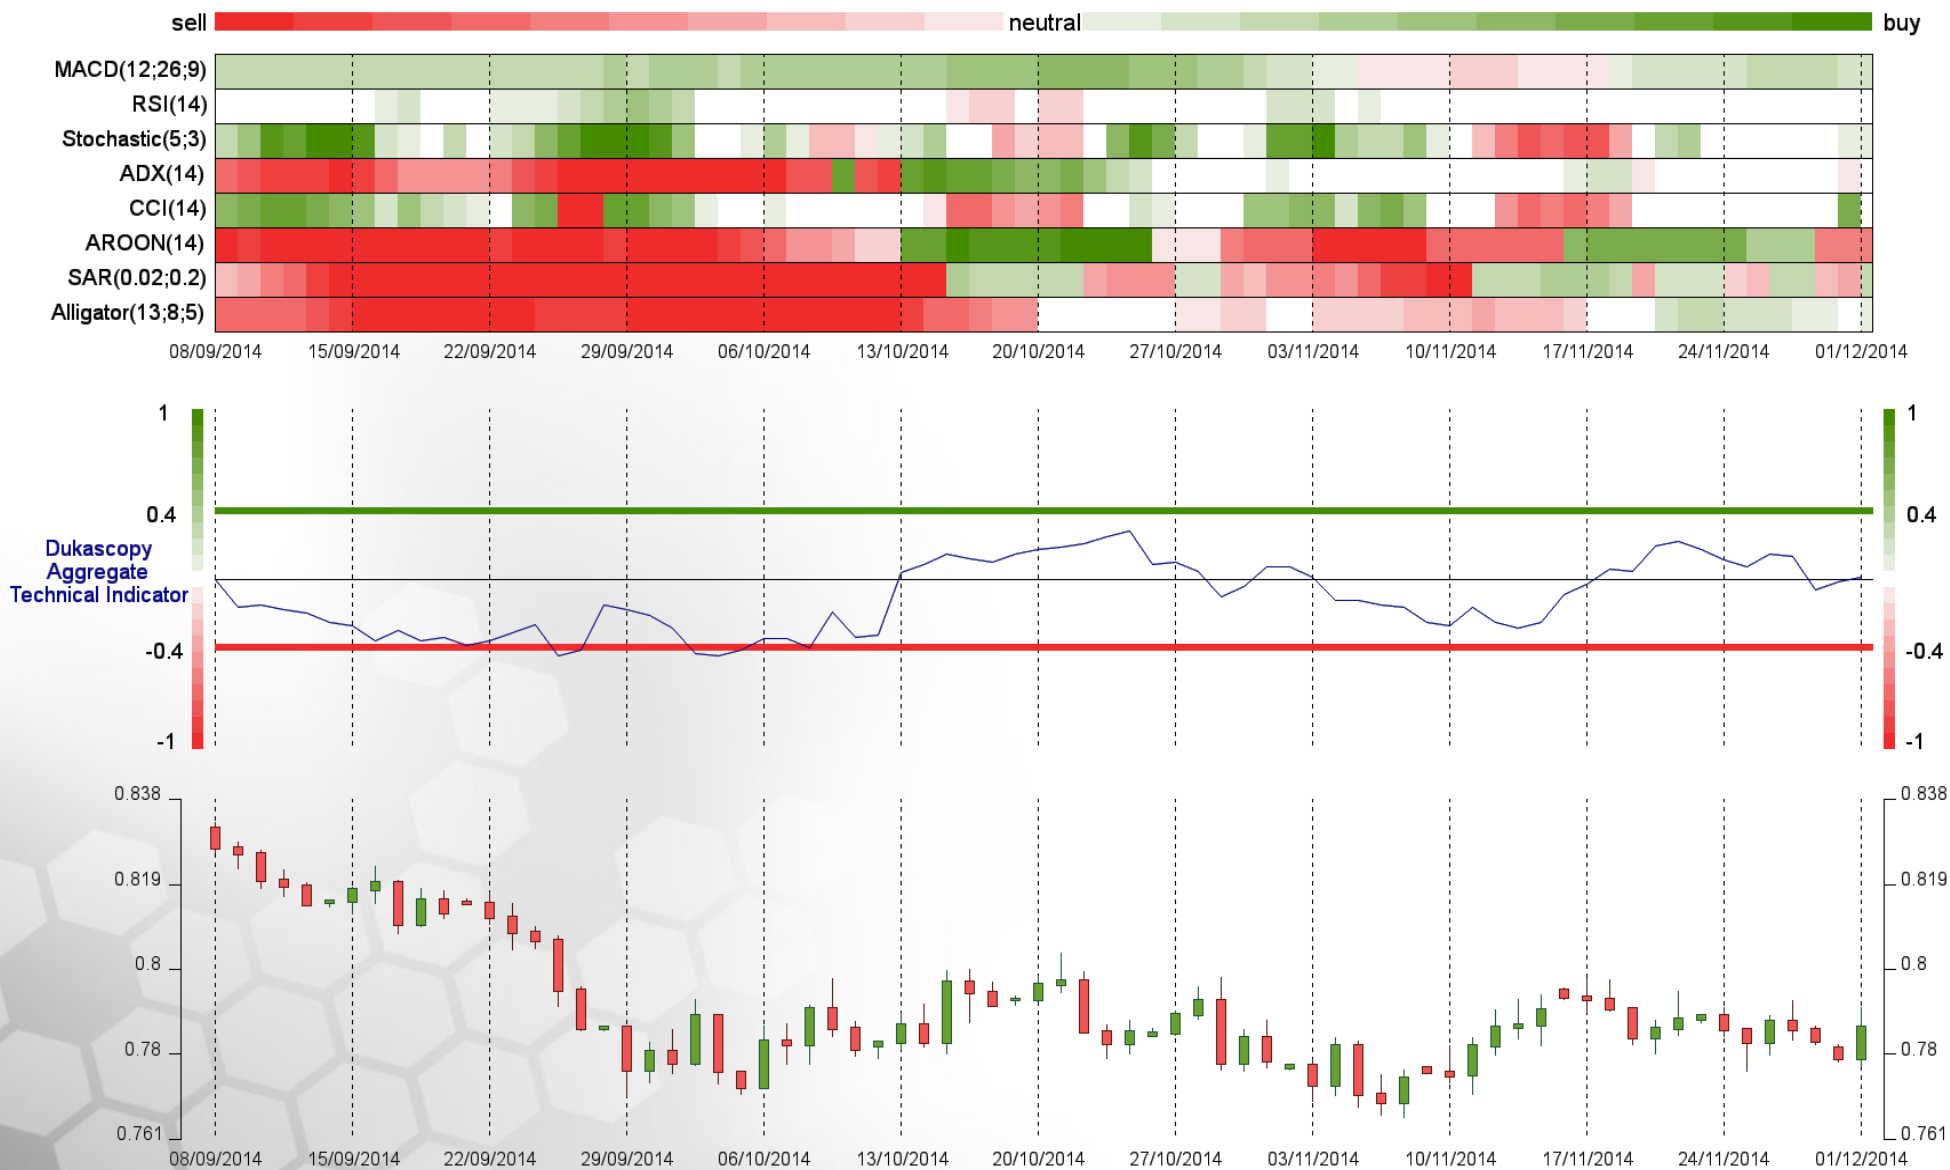 sell neutral buy
MACD(12;26;9)
RSI(14)
Stochastic(5;3)
ADX(14)
CCI(14)
AROON(14)
SAR(0.02;0.2)
Alligator(13;8;5)
08/09/2014 15/09/2014 22/09/2014 29/09/2014 06/10/2014 13/10/2014 20/10/2014 27/10/2014 03/11/2014 10/11/2014 17/11/2014 24/11/2014 01/12/2014
1 1
0.4 0.4
Dukascopy
Aggregate
Technical Indicator
-0.4 -0.4
-1 -1
0.838 0.838
0.819 0.819
0.8 0.8
0.78 0.78
0.761 0.761
08/09/2014 15/09/2014 22/09/2014 29/09/2014 06/10/2014 13/10/2014 20/10/2014 27/10/2014 03/11/2014 10/11/2014 17/11/2014 24/11/2014 01/12/2014